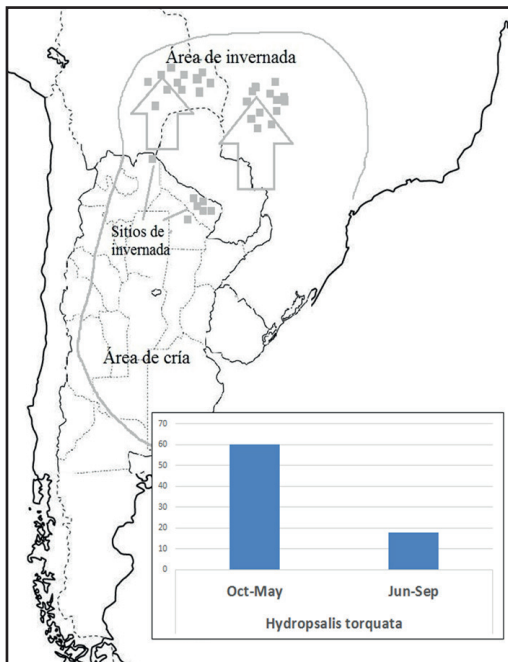 Área de invernada
Sitios de
invernada
Área de cría
70
60
50
40
30
20
10
0
Oct-May Jun-Sep
Hydropsalis torquata